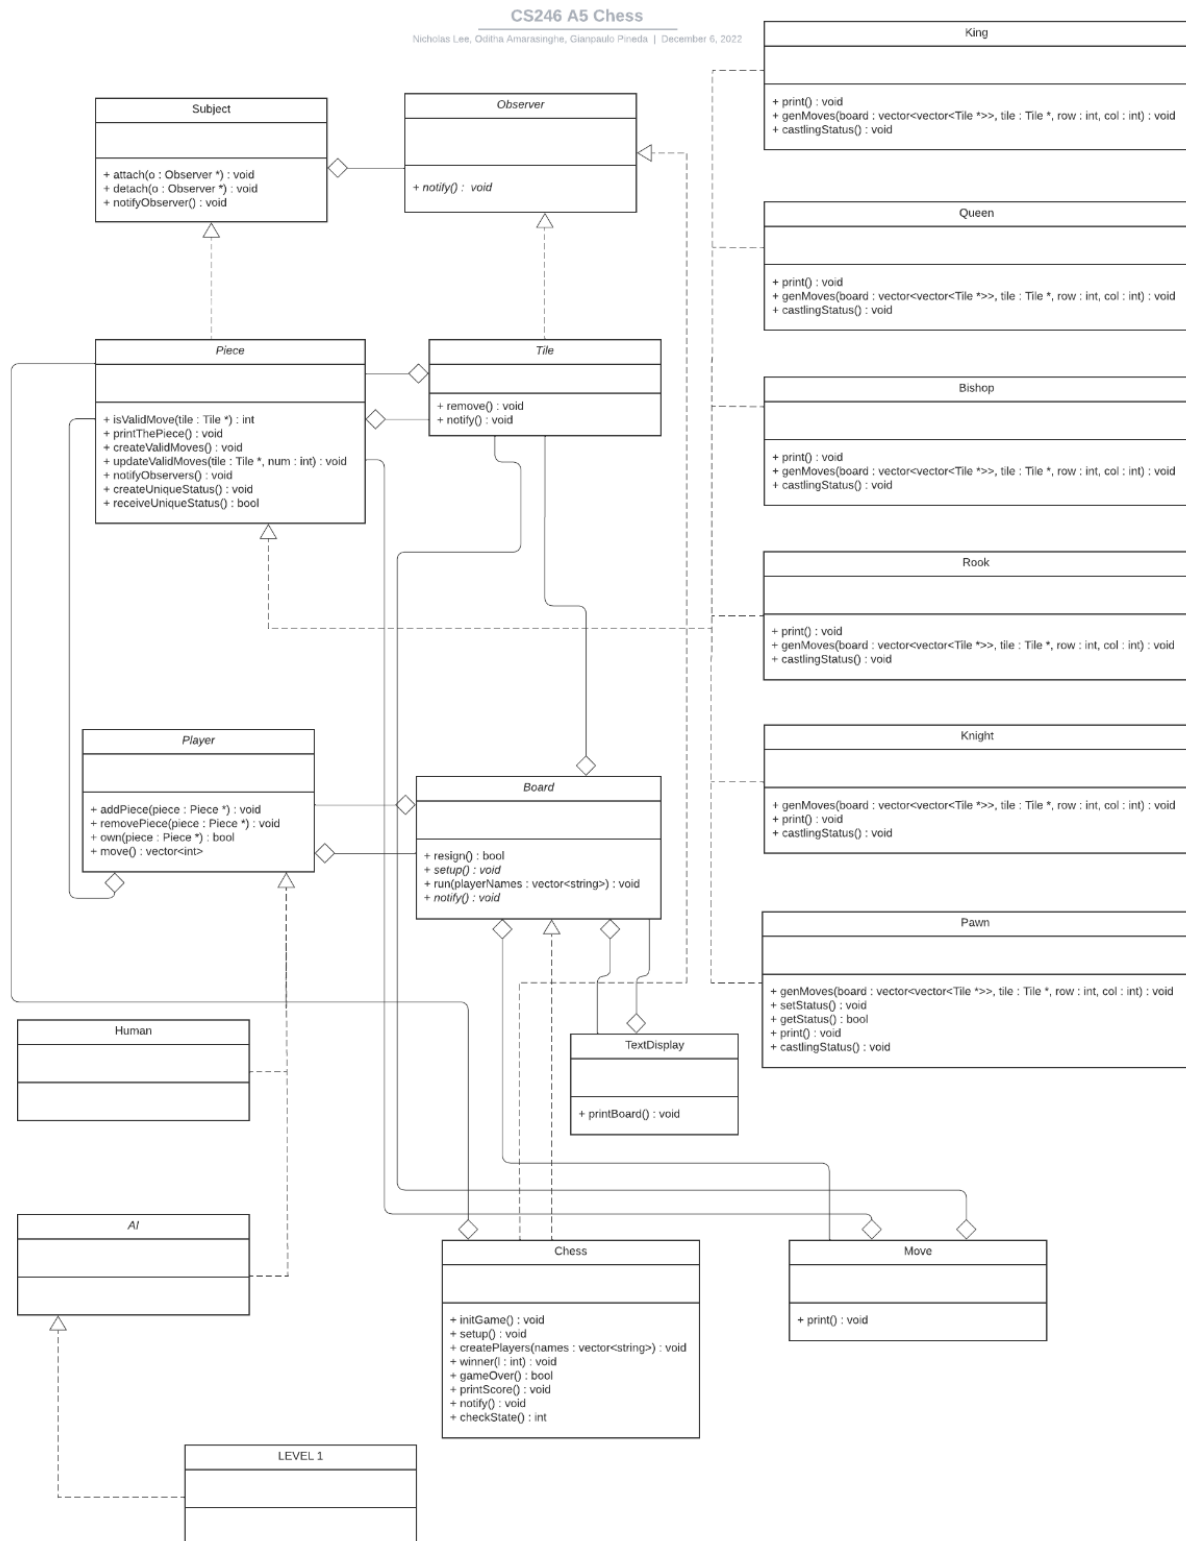 CS246 A5 Chess
Nicholas Lee, Oditha Amarasinghe, Gianpaulo Pineda | December 6, 2022
King
+ print() : void
+ genMoves(board : vector<vector<Tile *>>, tile : Tile *, row : int, col : int) : void
+ castlingStatus() : void
Subject
+ attach(o : Observer *) : void
+ detach(o : Observer *) : void
+ notifyObserver() : void
Observer
+ notify() : void
Queen
+ print() : void
+ genMoves(board : vector<vector<Tile *>>, tile : Tile *, row : int, col : int) : void
+ castlingStatus() : void
Piece
+ isValidMove(tile : Tile *) : int
+ printThePiece() : void
+ createValidMoves() : void
+ updateValidMoves(tile : Tile *, num : int) : void
+ notifyObservers() : void
+ createUniqueStatus() : void
+ receiveUniqueStatus() : bool
Tile
+ remove() : void
+ notify() : void
Bishop
+ print() : void
+ genMoves(board : vector<vector<Tile *>>, tile : Tile *, row : int, col : int) : void
+ castlingStatus() : void
Rook
+ print() : void
+ genMoves(board : vector<vector<Tile *>>, tile : Tile *, row : int, col : int) : void
+ castlingStatus() : void
Player
+ addPiece(piece : Piece *) : void
+ removePiece(piece : Piece *) : void
+ own(piece : Piece *) : bool
+ move() : vector<int>
Board
+ resign() : bool
+ setup() : void
+ run(playerNames : vector<string>) : void
+ notify() : void
Knight
+ genMoves(board : vector<vector<Tile *>>, tile : Tile *, row : int, col : int) : void
+ print() : void
+ castlingStatus() : void
Pawn
+ genMoves(board : vector<vector<Tile *>>, tile : Tile *, row : int, col : int) : void
+ setStatus() : void
+ getStatus() : bool
+ print() : void
+ castlingStatus() : void
Human
TextDisplay
+ printBoard() : void
AI
Chess
+ initGame() : void
+ setup() : void
+ createPlayers(names : vector<string>) : void
+ winner(l : int) : void
+ gameOver() : bool
+ printScore() : void
+ notify() : void
+ checkState() : int
Move
+ print() : void
LEVEL 1